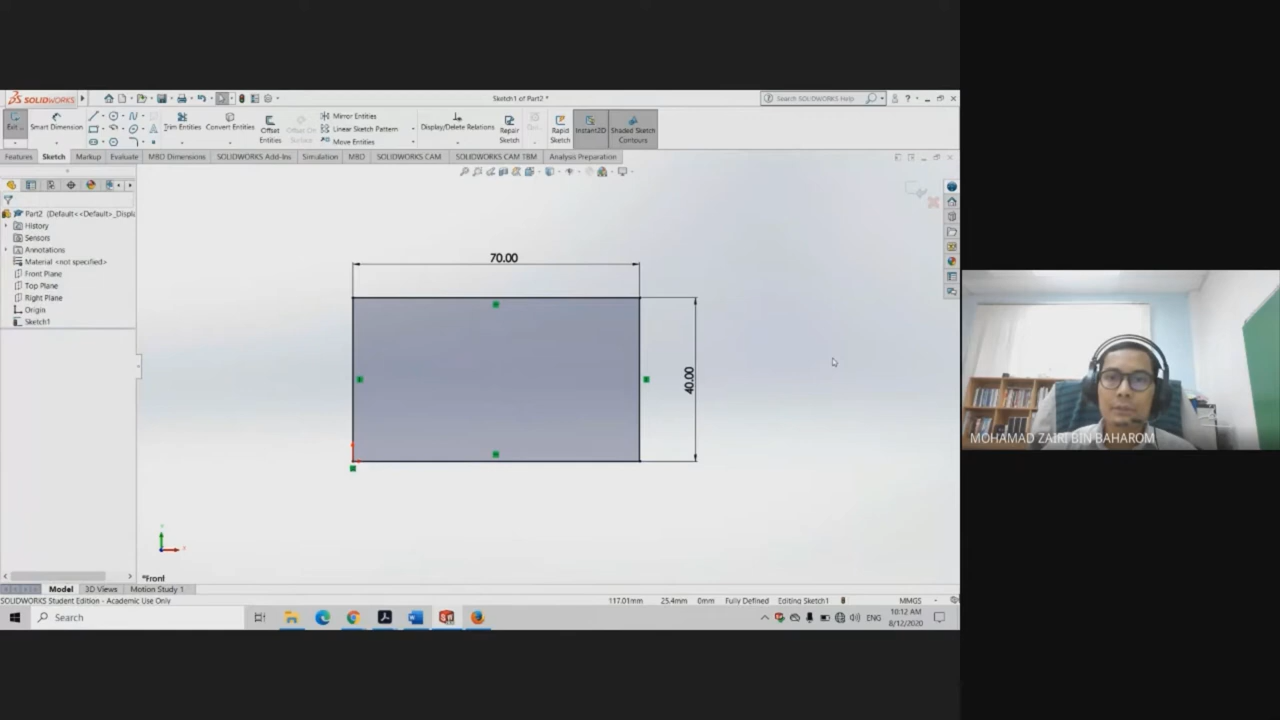 SOLIDWORKS
Sketch1 of Part2 *
Search SOLIDWORKS Help
Exit ...
Smart Dimension
Trim Entities
Convert Entities
Offset Entities
Offset On Surface
Mirror Entities
Linear Sketch Pattern
Move Entities
Display/Delete Relations
Repair Sketch
Rapid Sketch
Instant2D
Shaded Sketch Contours
Features
Sketch
Markup
Evaluate
MBD Dimensions
SOLIDWORKS Add-Ins
Simulation
MBD
SOLIDWORKS CAM
SOLIDWORKS CAM TBM
Analysis Preparation
Part2 (Default<<Default>_Displa
History
Sensors
Annotations
Material <not specified>
Front Plane
Top Plane
Right Plane
Origin
Sketch1
70.00
40.00
MOHAMAD ZAIRI BIN BAHAROM
*Front
Model
3D Views
Motion Study 1
SOLIDWORKS Student Edition - Academic Use Only
117.01mm
25.4mm
0mm
Fully Defined
Editing Sketch1
MMGS
Search
ENG
10:12 AM
8/12/2020